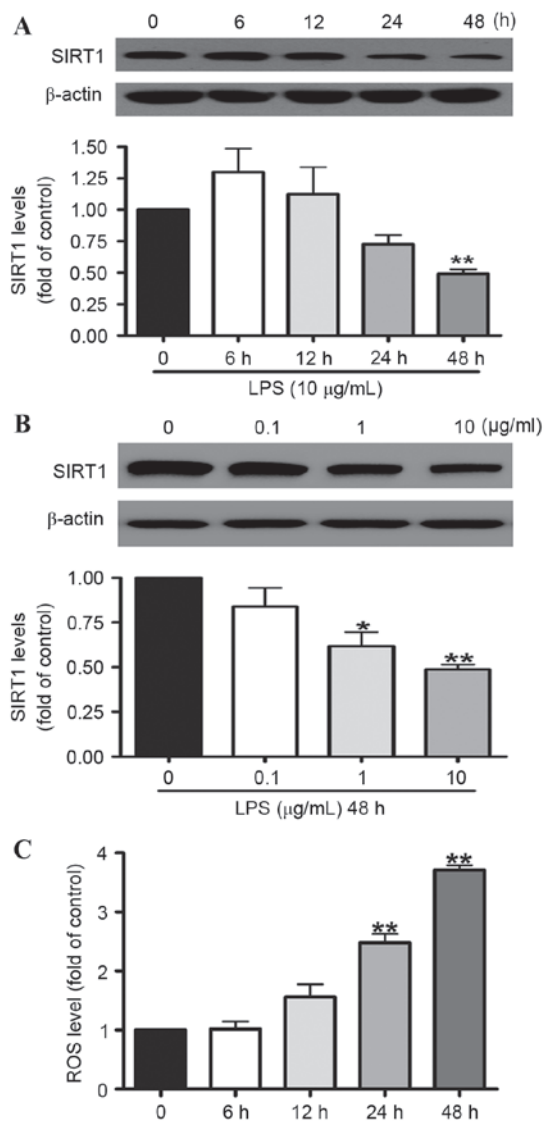 A
0 6 12 24 48 (h)
SIRT1
β-actin
SIRT1 levels
(fold of control)
1.50
1.25
1.00
0.75
0.50
0.25
0.00
**
0 6 h 12 h 24 h 48 h
LPS (10 µg/mL)
B
0 0.1 1 10 (µg/ml)
SIRT1
β-actin
SIRT1 levels
(fold of control)
1.00
0.75
0.50
0.25
0.00
* **
0 0.1 1 10
LPS (µg/mL) 48 h
C
ROS level (fold of control)
4
3
2
1
0
** **
0 6 h 12 h 24 h 48 h